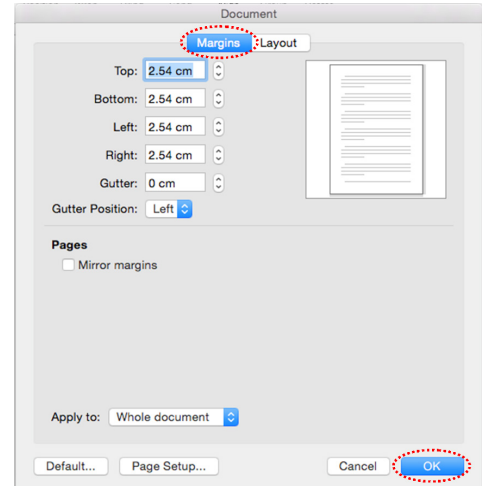 Document
Margins Layout
Top: 2.54 cm
Bottom: 2.54 cm
Left: 2.54 cm
Right: 2.54 cm
Gutter: 0 cm
Gutter Position: Left
Pages
Mirror margins
Apply to: Whole document
Default... Page Setup... Cancel OK